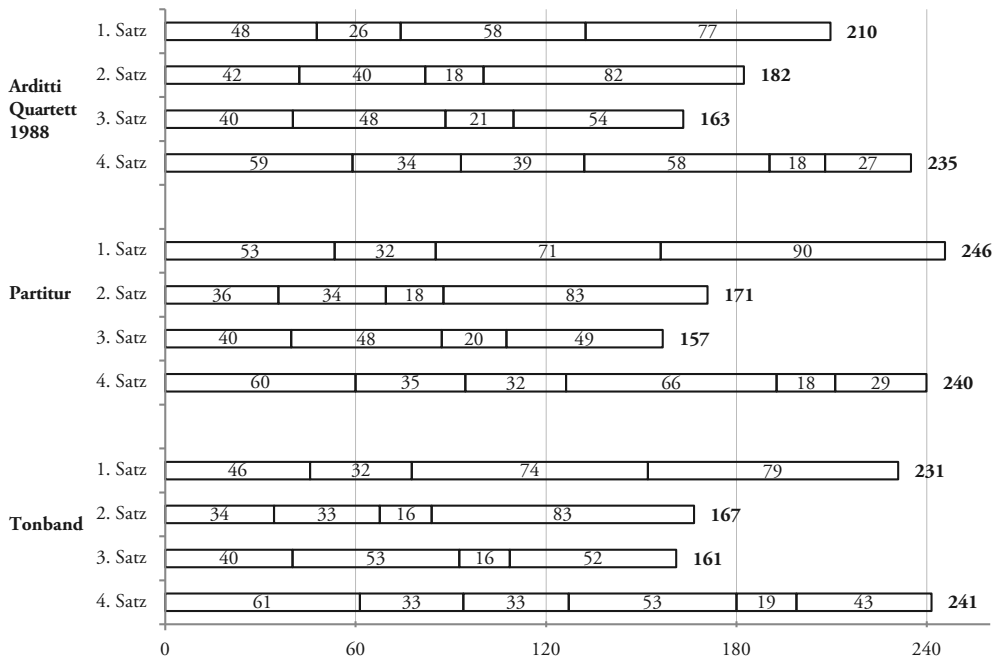 1. Satz 48 26 58 77 210
2. Satz 42 40 18 82 182
Arditti
Quartett
1988
3. Satz 40 48 21 54 163
4. Satz 59 34 39 58 18 27 235
1. Satz 53 32 71 90 246
Partitur
2. Satz 36 34 18 83 171
3. Satz 40 48 20 49 157
4. Satz 60 35 32 66 18 29 240
1. Satz 46 32 74 79 231
Tonband
2. Satz 34 33 16 83 167
3. Satz 40 53 16 52 161
4. Satz 61 33 33 53 19 43 241
0 60 120 180 240